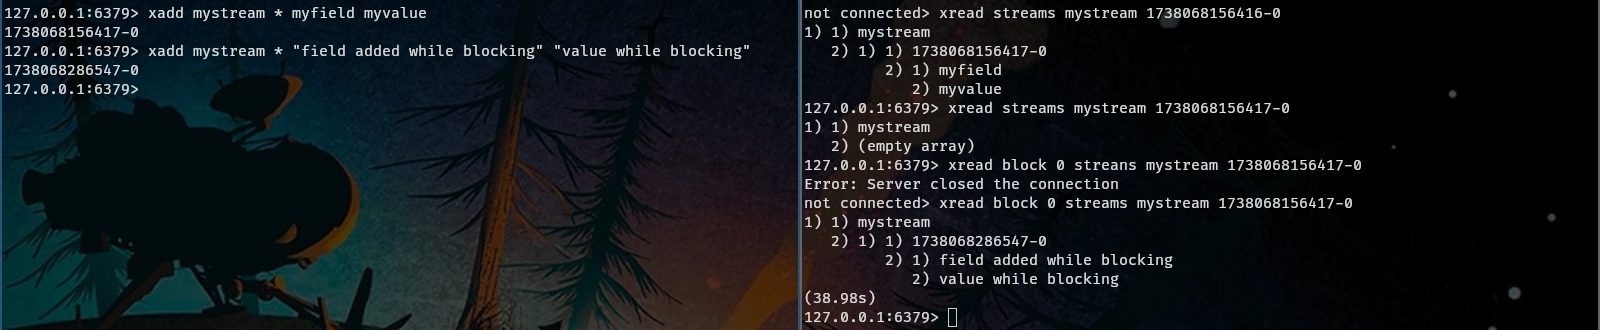 127.0.0.1:6379> xadd mystream * myfield myvalue
1738068156417-0
127.0.0.1:6379> xadd mystream * "field added while blocking" "value while blocking"
1738068286547-0
127.0.0.1:6379>
not connected> xread streams mystream 1738068156416-0
1) 1) mystream
   2) 1) 1) 1738068156417-0
         2) 1) myfield
            2) myvalue
127.0.0.1:6379> xread streams mystream 1738068156417-0
1) 1) mystream
   2) (empty array)
127.0.0.1:6379> xread block 0 streans mystream 1738068156417-0
Error: Server closed the connection
not connected> xread block 0 streams mystream 1738068156417-0
1) 1) mystream
   2) 1) 1) 1738068286547-0
         2) 1) field added while blocking
            2) value while blocking
(38.98s)
127.0.0.1:6379>